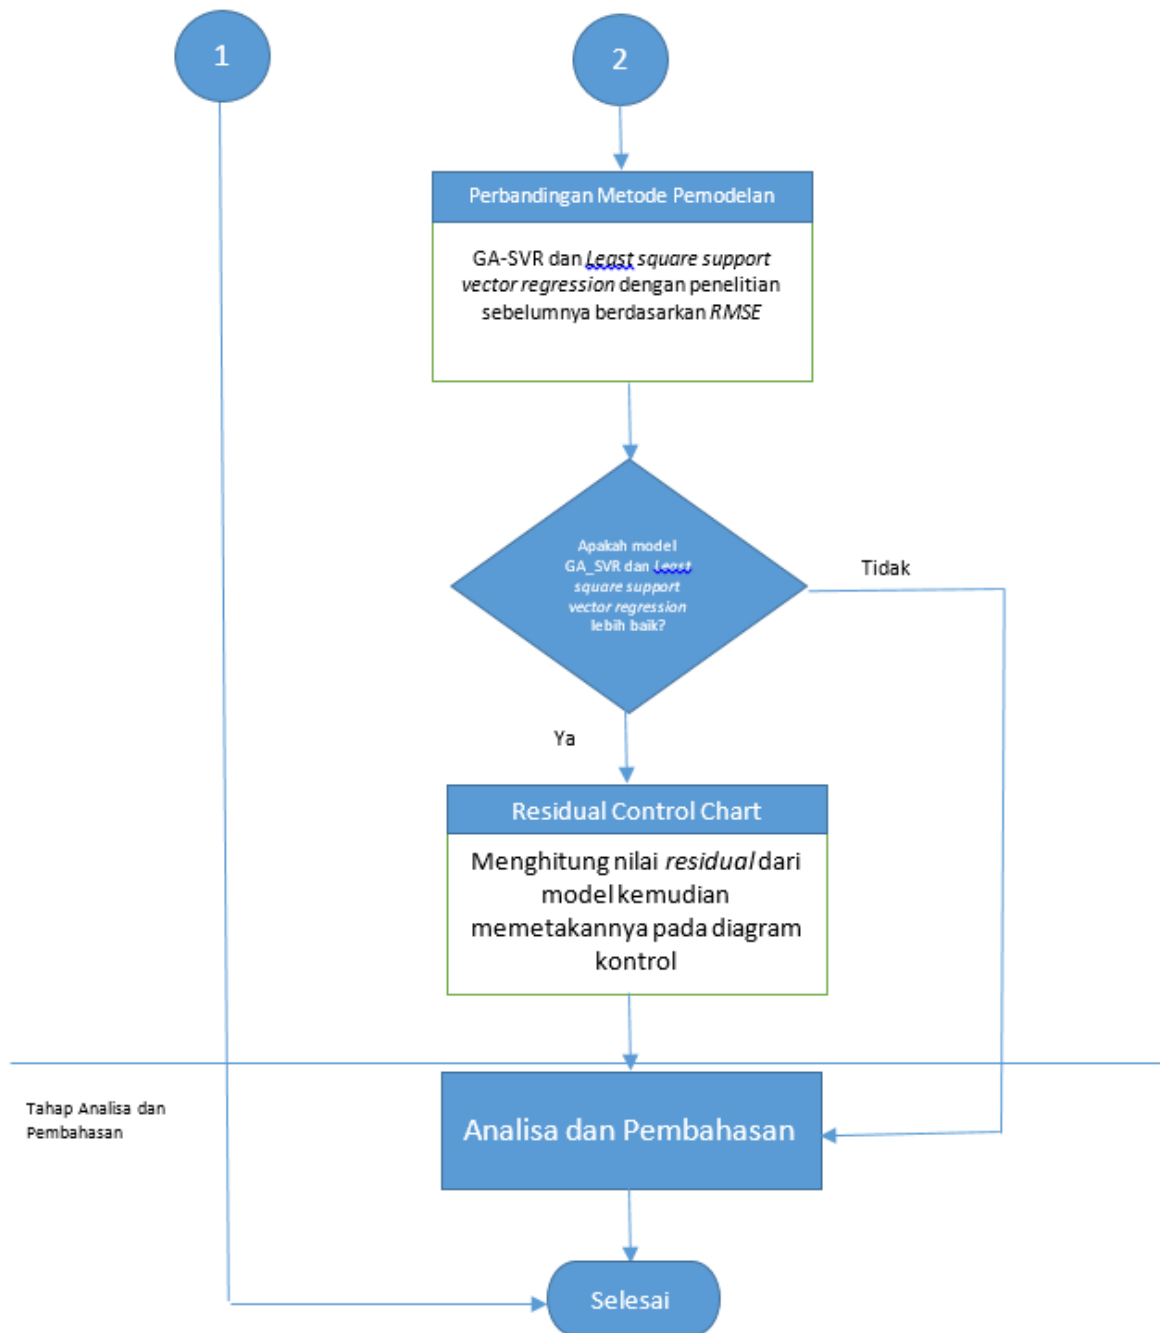 1
2
Perbandingan Metode Pemodelan
GA-SVR dan Least square support
vector regression dengan penelitian
sebelumnya berdasarkan RMSE
Apakah model
GA_SVR dan Least
square support
vector regression
lebih baik?
Tidak
Ya
Residual Control Chart
Menghitung nilai residual dari
model kemudian
memetakannya pada diagram
kontrol
Tahap Analisa dan
Pembahasan
Analisa dan Pembahasan
Selesai